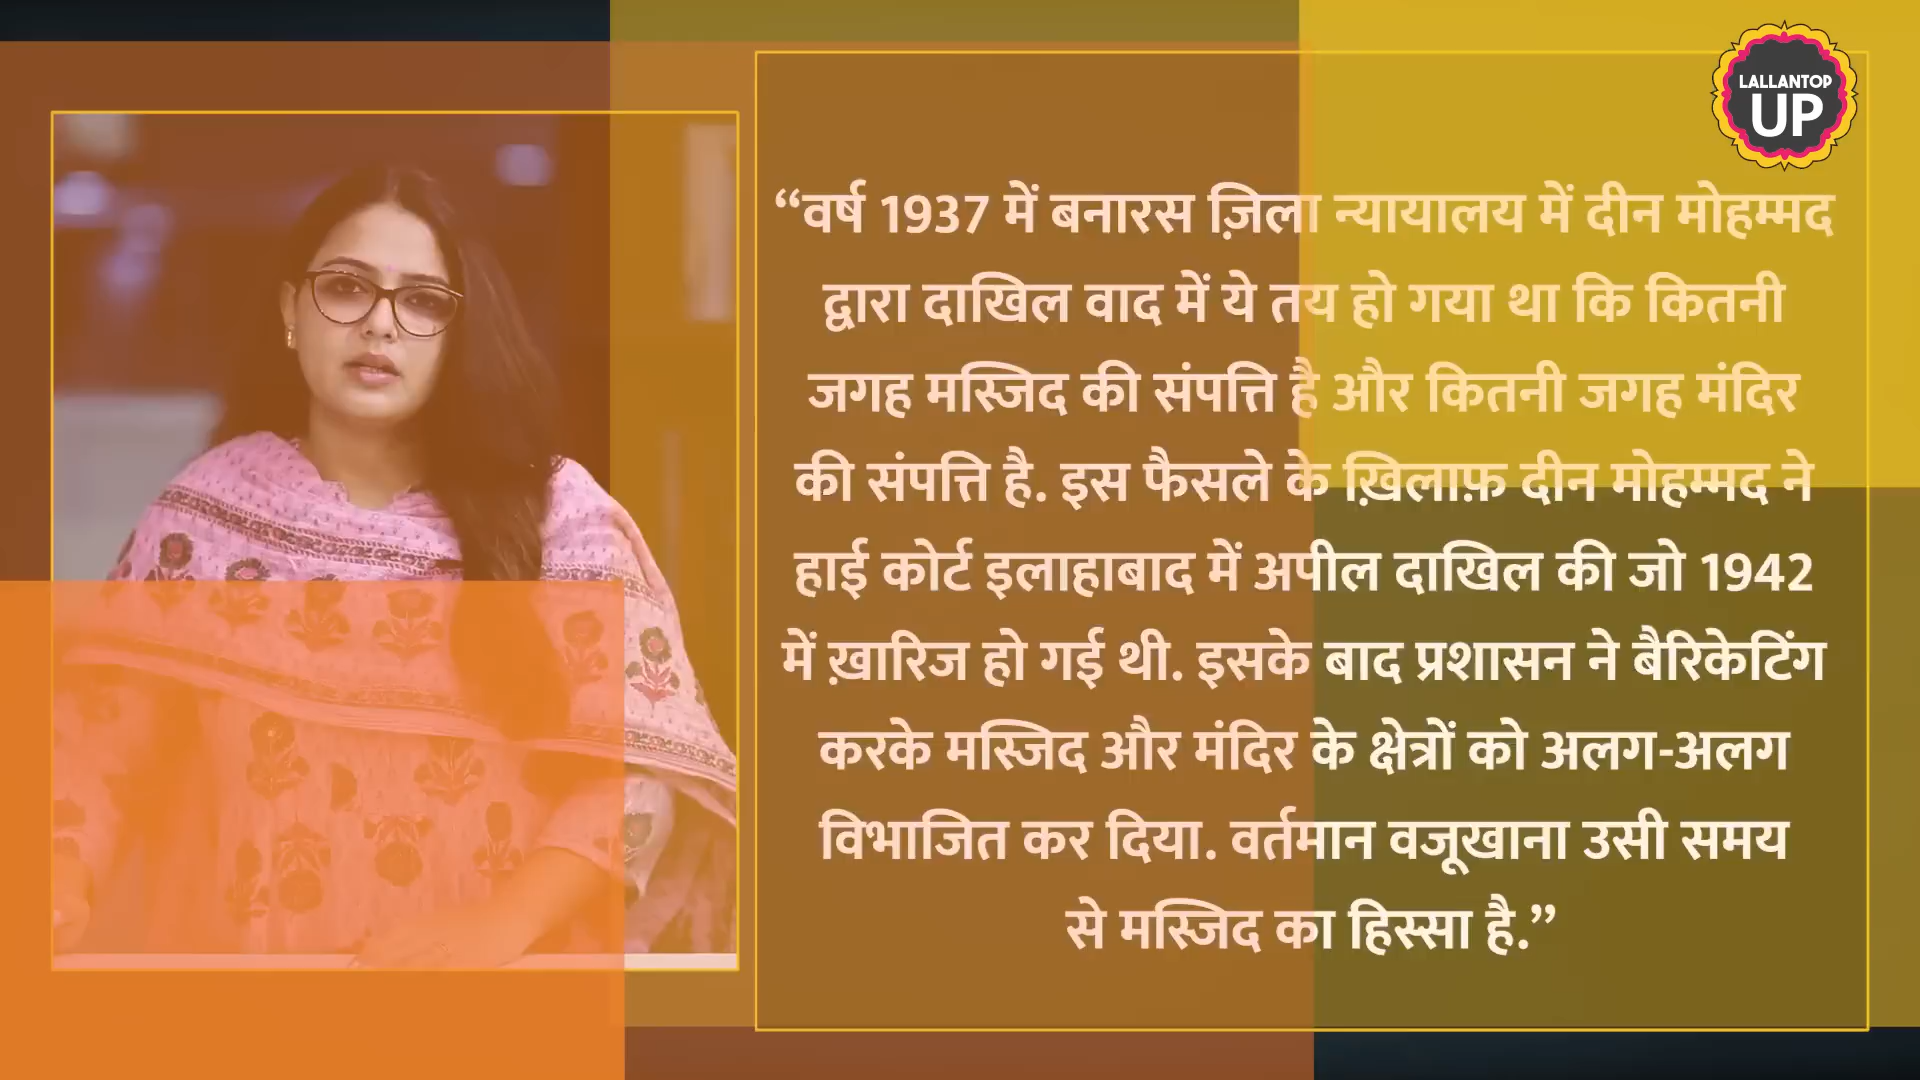 LALLANTOP
UP
“वर्ष 1937 में बनारस ज़िला न्यायालय में दीन मोहम्मद
द्वारा दाखिल वाद में ये तय हो गया था कि कितनी
जगह मस्जिद की संपत्ति है और कितनी जगह मंदिर
की संपत्ति है. इस फैसले के ख़िलाफ़ दीन मोहम्मद ने
हाई कोर्ट इलाहाबाद में अपील दाखिल की जो 1942
में ख़ारिज हो गई थी. इसके बाद प्रशासन ने बैरिकेटिंग
करके मस्जिद और मंदिर के क्षेत्रों को अलग-अलग
विभाजित कर दिया. वर्तमान वजूखाना उसी समय
से मस्जिद का हिस्सा है.”